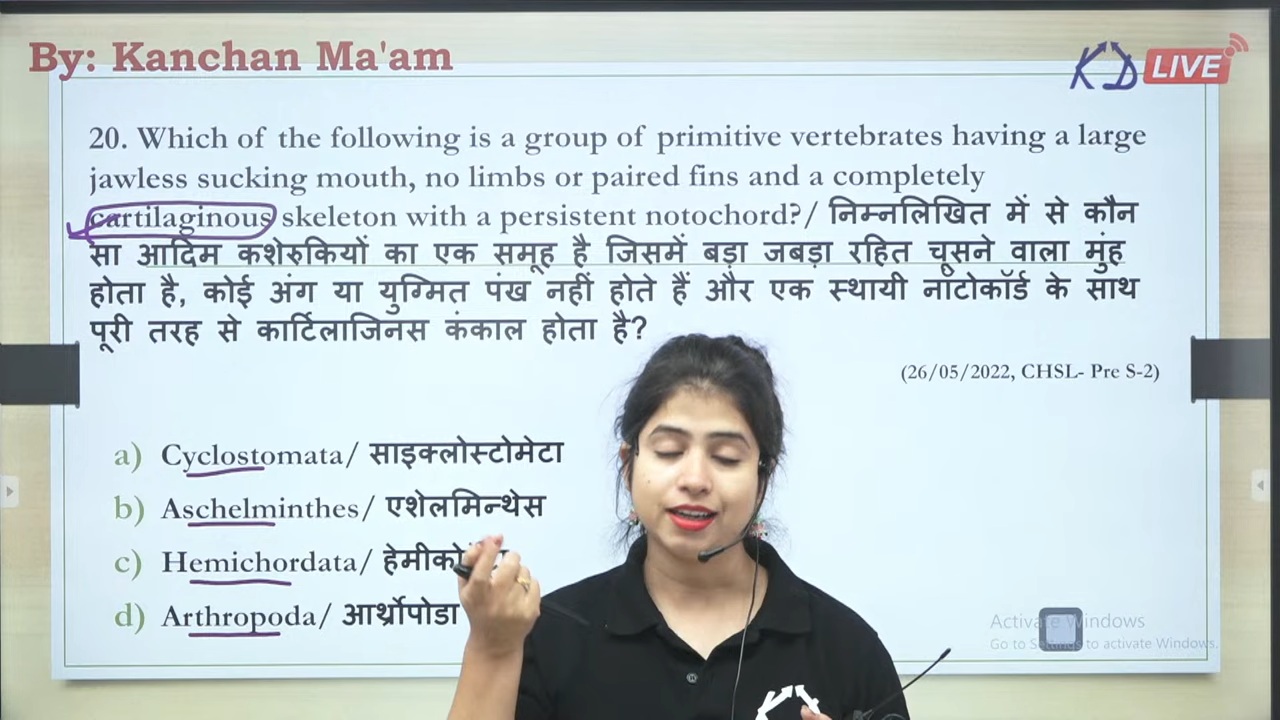 By: Kanchan Ma'am
KD LIVE
20. Which of the following is a group of primitive vertebrates having a large
jawless sucking mouth, no limbs or paired fins and a completely
cartilaginous skeleton with a persistent notochord?/ निम्नलिखित में से कौन
सा आदिम कशेरुकियों का एक समूह है जिसमें बड़ा जबड़ा रहित चूसने वाला मुंह
होता है, कोई अंग या युग्मित पंख नहीं होते हैं और एक स्थायी नॉटोकॉर्ड के साथ
पूरी तरह से कार्टिलाजिनस कंकाल होता है?
(26/05/2022, CHSL- Pre S-2)
a) Cyclostomata/ साइक्लोस्टोमेटा
b) Aschelminthes/ एशेलमिन्थेस
c) Hemichordata/
d) Arthropoda/ आर्थ्रोपोडा
Activate Windows
Go to Settings to activate Windows.